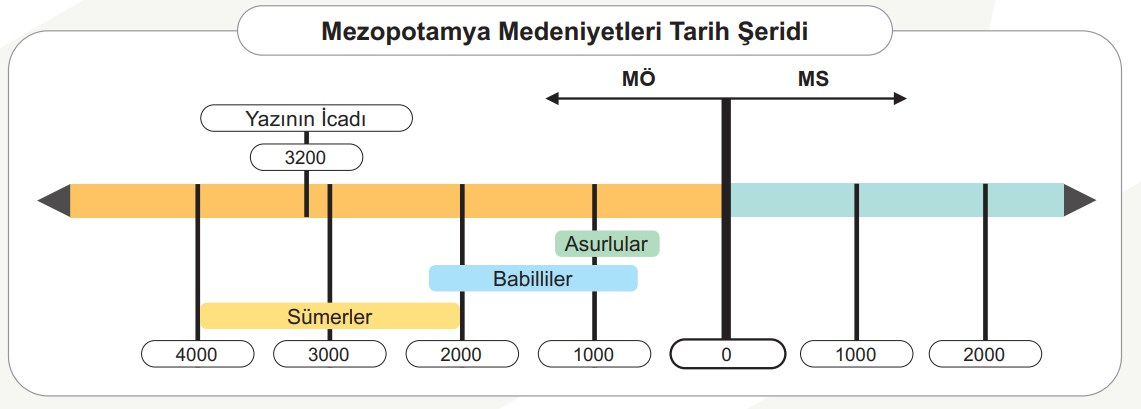 Mezopotamya Medeniyetleri Tarih Şeridi
MÖ MS
Yazının İcadı
3200
Asurlular
Babilliler
Sümerler
4000 3000 2000 1000 0 1000 2000